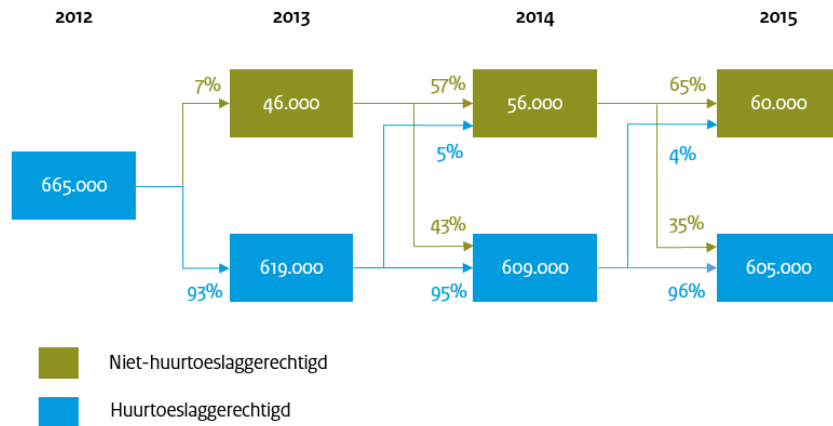 2012 2013 2014 2015
7% 57% 65%
46.000 56.000 60.000
5% 4%
665.000
43% 35%
619.000 609.000 605.000
93% 95% 96%
Niet-huurtoeslaggerechtigd
Huurtoeslaggerechtigd